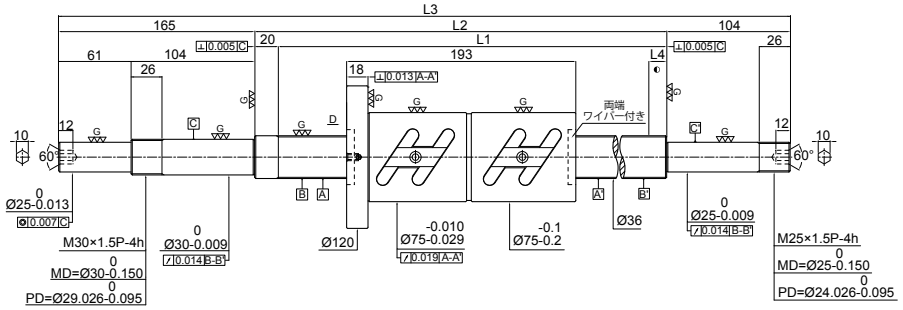 L3
165 L2 104
⊥ 0.005 C 20 L1 ⊥ 0.005 C 26
61 104 193 L4
26 18 ⊥ 0.013 A-A'
G G G
G G
両端
ワイパー付き
D
10 12 G C G G C' G 12 10
60° 60°
B A A' B'
0
Ø25-0.013
◎ 0.007 C
M30×1.5P-4h
0
MD=Ø30-0.150
0
PD=Ø29.026-0.095
0
Ø30-0.009
↗ 0.014 B-B'
Ø120
-0.010
Ø75-0.029
↗ 0.019 A-A'
-0.1
Ø75-0.2
Ø36
0
Ø25-0.009
↗ 0.014 B-B'
M25×1.5P-4h
0
MD=Ø25-0.150
0
PD=Ø24.026-0.095